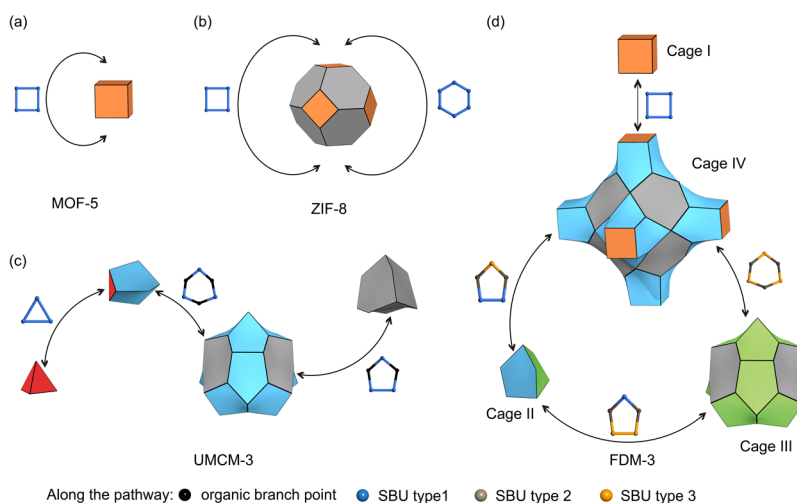 (a)
(b)
(d)
Cage I
MOF-5
ZIF-8
Cage IV
(c)
Cage II
Cage III
UMCM-3
FDM-3
Along the pathway: organic branch point SBU type1 SBU type 2 SBU type 3